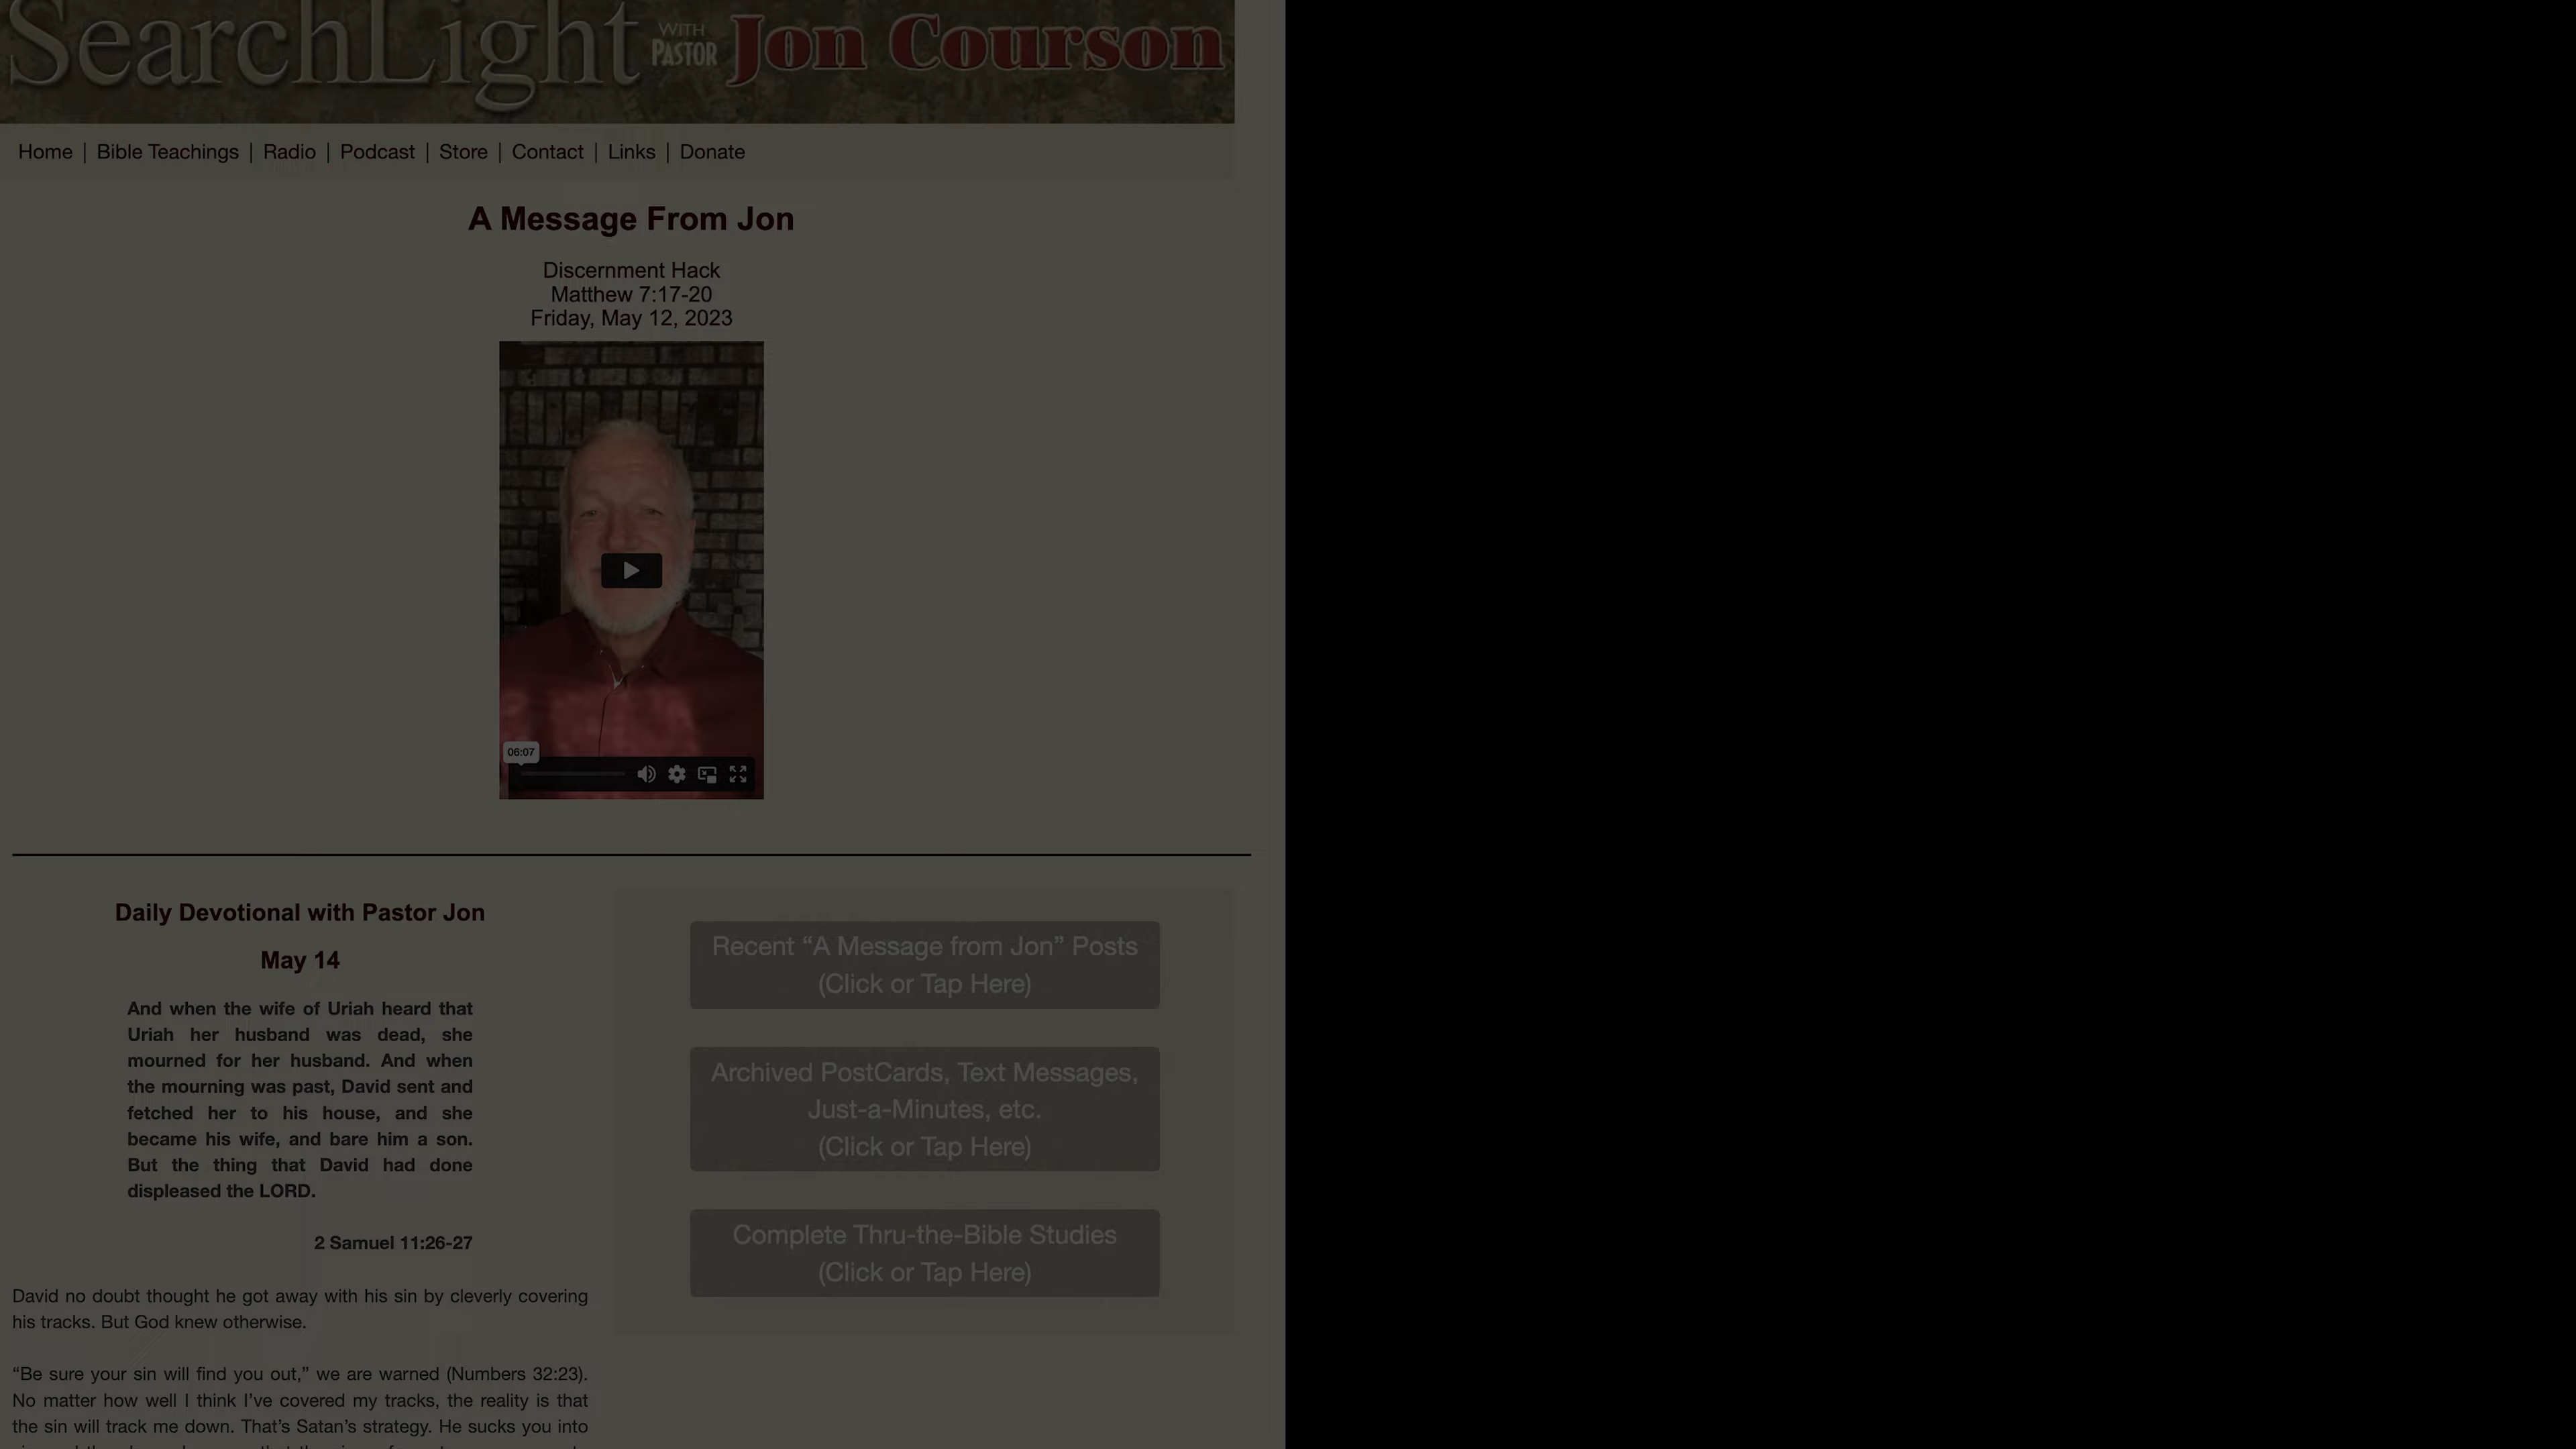 SearchLight WITH PASTOR Jon Courson
Home | Bible Teachings | Radio | Podcast | Store | Contact | Links | Donate
A Message From Jon
Discernment Hack
Matthew 7:17-20
Friday, May 12, 2023
06:07
Daily Devotional with Pastor Jon
May 14
And when the wife of Uriah heard that
Uriah her husband was dead, she
mourned for her husband. And when
the mourning was past, David sent and
fetched her to his house, and she
became his wife, and bare him a son.
But the thing that David had done
displeased the LORD.
2 Samuel 11:26-27
David no doubt thought he got away with his sin by cleverly covering
his tracks. But God knew otherwise.
“Be sure your sin will find you out,” we are warned (Numbers 32:23).
No matter how well I think I’ve covered my tracks, the reality is that
the sin will track me down. That’s Satan’s strategy. He sucks you into
Recent “A Message from Jon” Posts
(Click or Tap Here)
Archived PostCards, Text Messages,
Just-a-Minutes, etc.
(Click or Tap Here)
Complete Thru-the-Bible Studies
(Click or Tap Here)